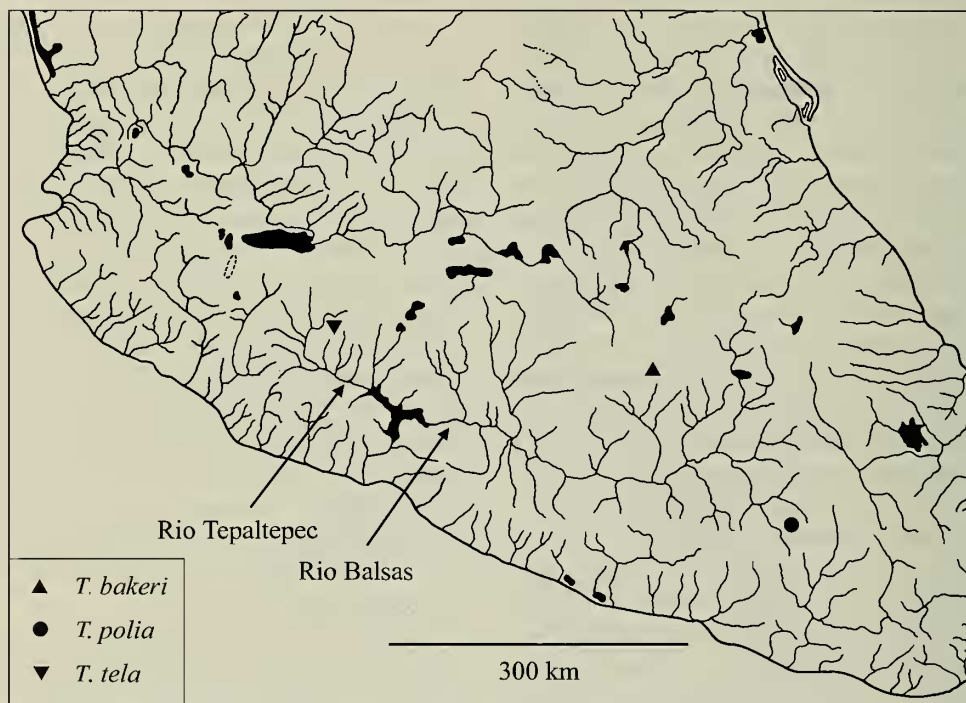 Rio Tepaltepec
Rio Balsas
T. bakeri
T. polia
T. tela
300 km